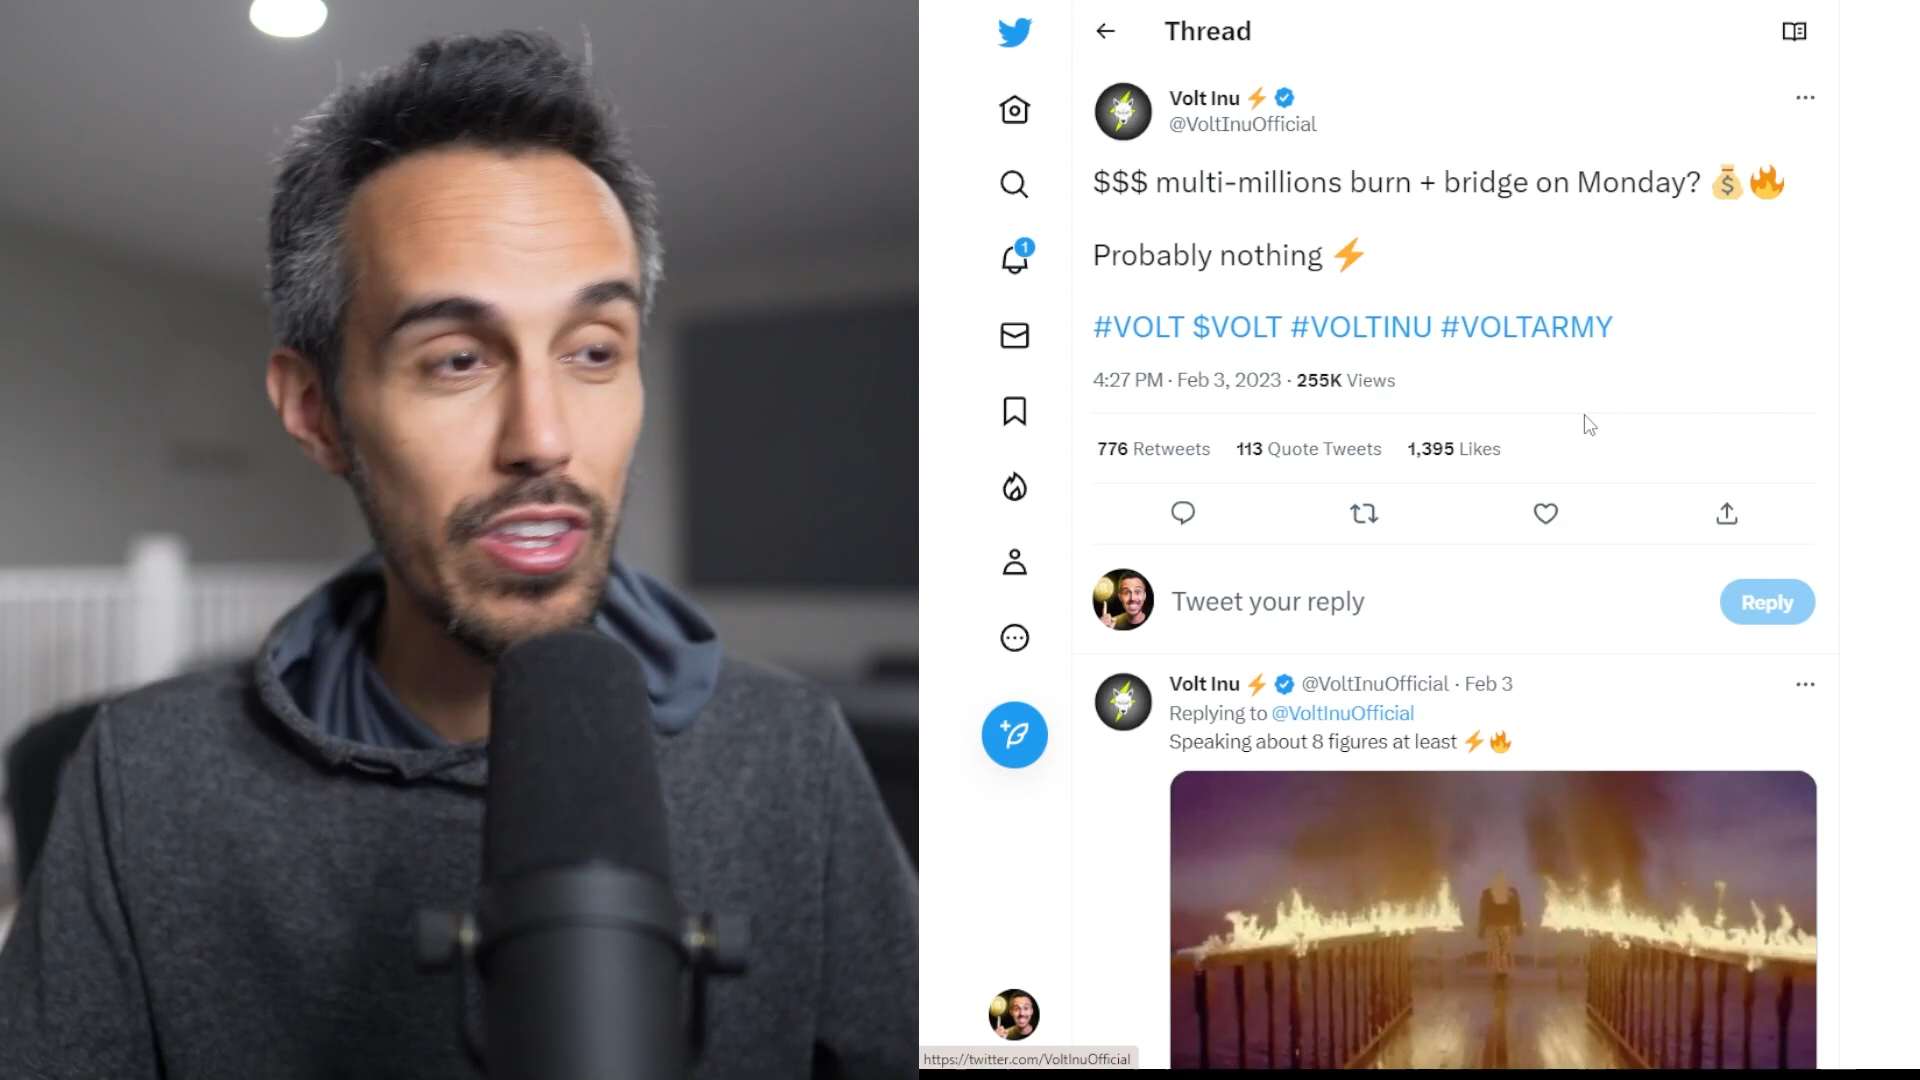 Thread
Volt Inu ⚡
@VoltInuOfficial
$$$ multi-millions burn + bridge on Monday? 💰🔥
Probably nothing ⚡
#VOLT $VOLT #VOLTINU #VOLTARMY
4:27 PM · Feb 3, 2023 · 255K Views
776 Retweets 113 Quote Tweets 1,395 Likes
1
Tweet your reply
Reply
Volt Inu ⚡ @VoltInuOfficial · Feb 3
Replying to @VoltInuOfficial
Speaking about 8 figures at least ⚡🔥
https://twitter.com/VoltInuOfficial